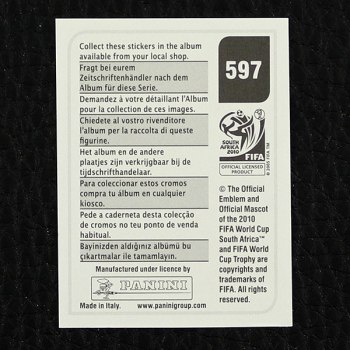 Collect these stickers in the album
available from your local shop.
Fragt bei eurem
Zeitschriftenhändler nach dem
Album für diese Serie.
Demandez à votre détaillant l'Album
pour la collection de ces images.
Chiedete al vostro rivenditore
l'album per la raccolta di queste
figurine.
Het album en de andere
plaatjes zijn verkrijgbaar bij de
tijdschrifthandelaar.
Para coleccionar estos cromos
compra tu álbum en cualquier
kiosco.
Pede a caderneta desta colecção
de cromos no teu ponto de venda
habitual.
Bayinizden aldığınız albümü bu
çıkartmalar ile tamamlayın.
Manufactured under licence by
PANINI
Made in Italy. www.paninigroup.com
597
SOUTH AFRICA
2010
FIFA
OFFICIAL LICENSED
PRODUCT
© 2005 FIFA TM
© The Official
Emblem and
Official Mascot
of the 2010
FIFA World Cup
South Africa™
and FIFA World
Cup Trophy are
copyrights and
trademarks of
FIFA. All rights
reserved.